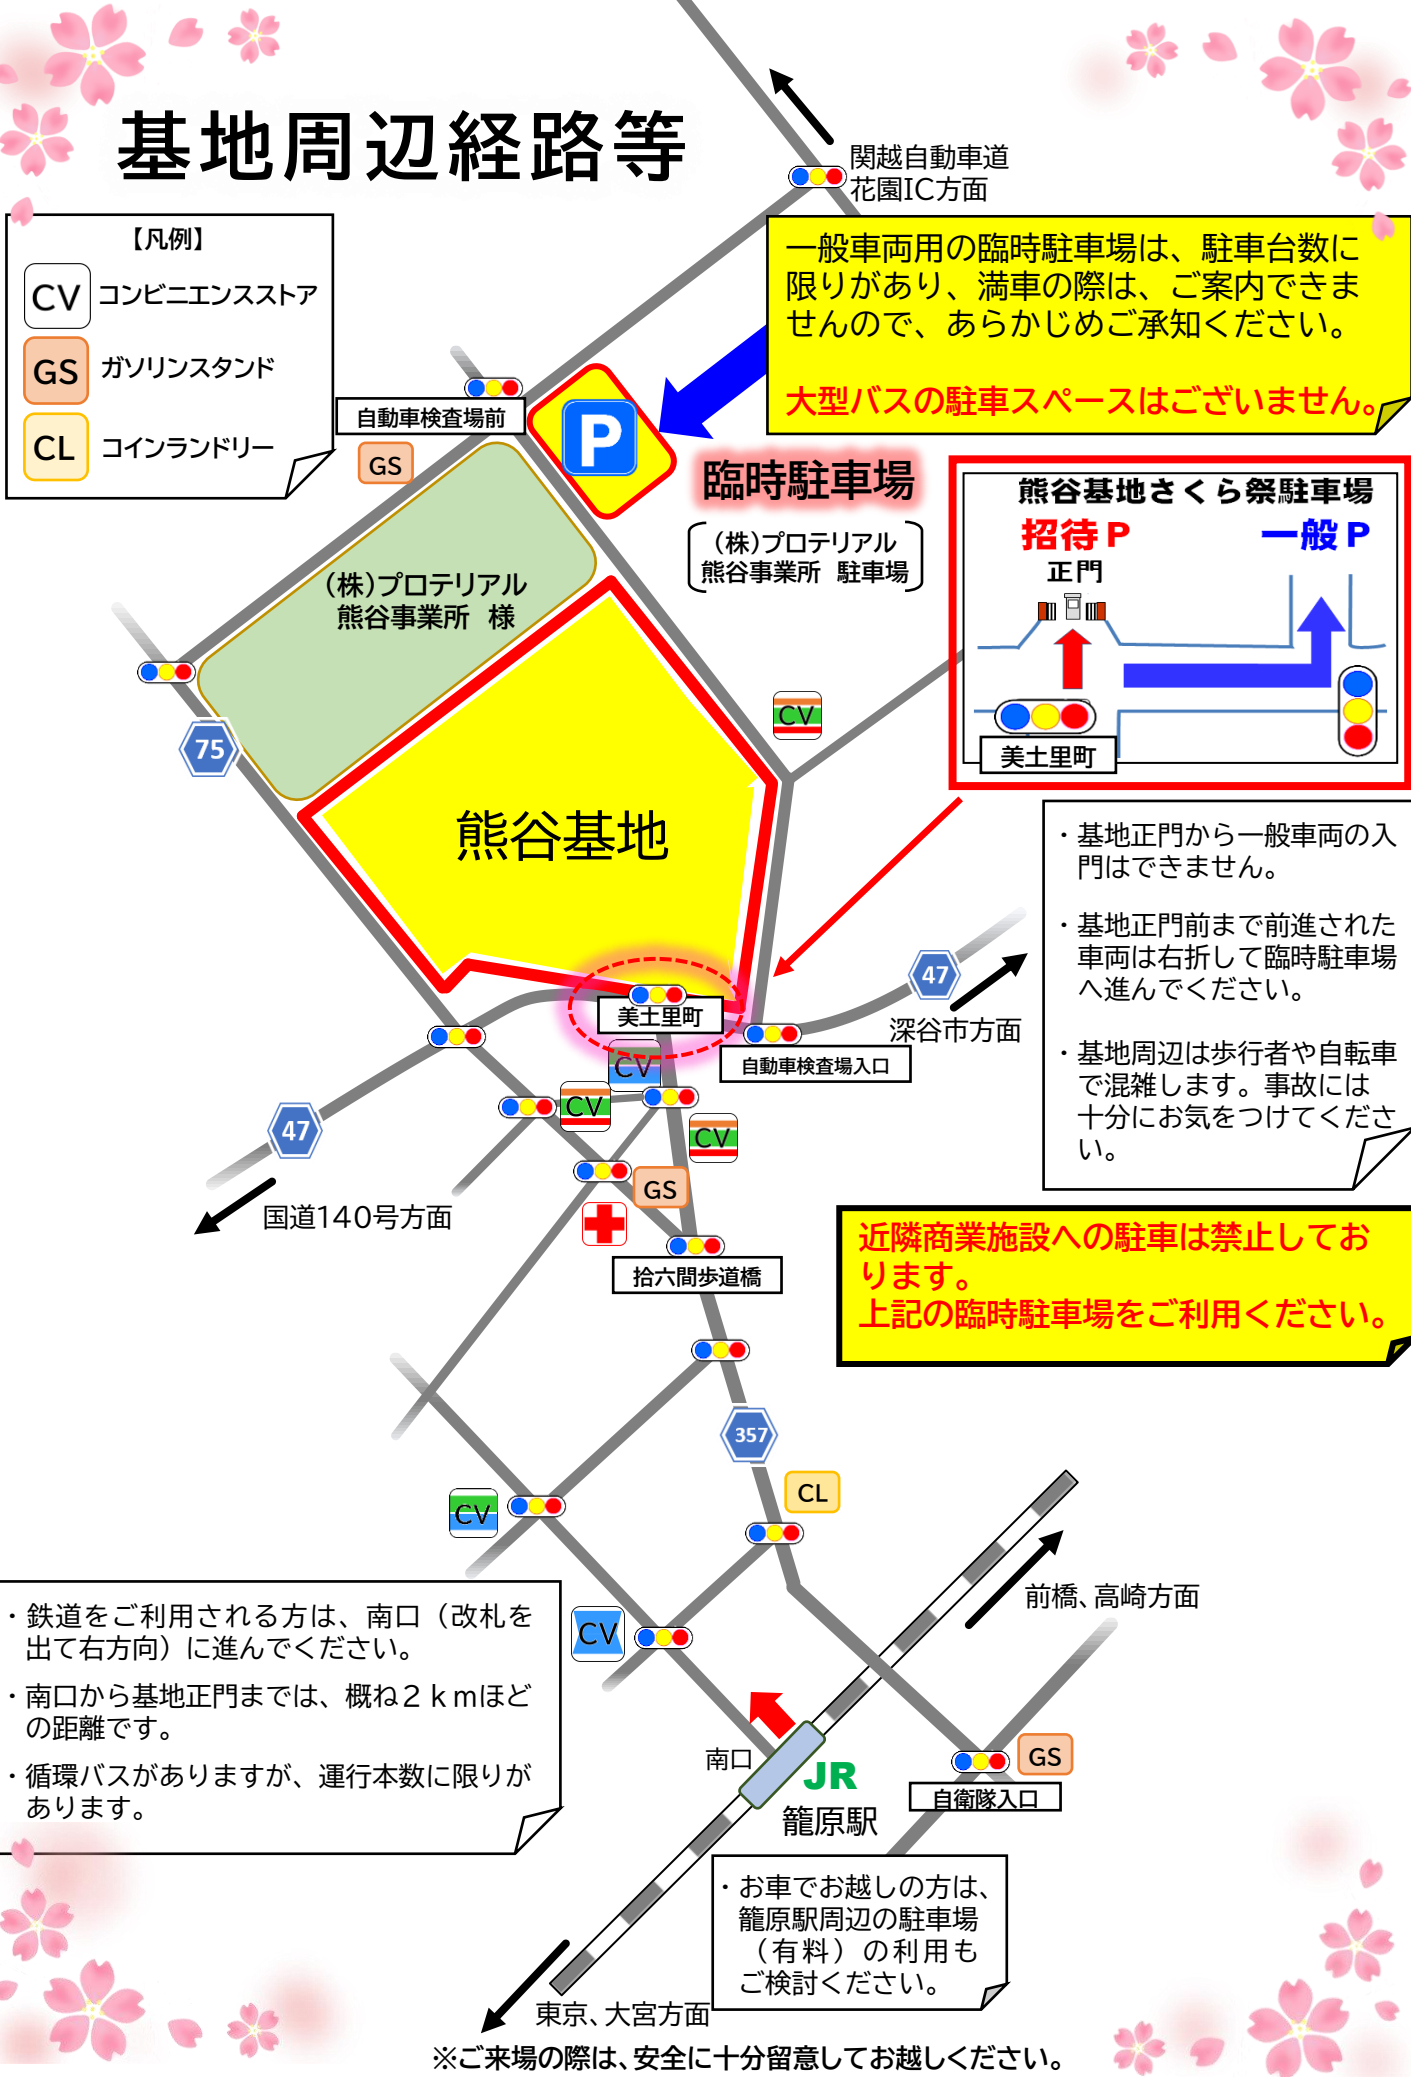 基地周辺経路等
関越自動車道
花園IC方面
【凡例】
CV コンビニエンスストア
GS ガソリンスタンド
CL コインランドリー
一般車両用の臨時駐車場は、駐車台数に
限りがあり、満車の際は、ご案内できま
せんので、あらかじめご承知ください。
大型バスの駐車スペースはございません。
自動車検査場前
GS
P
臨時駐車場
(株)プロテリアル
熊谷事業所 駐車場
熊谷基地さくら祭駐車場
招待P 一般P
正門
美土里町
(株)プロテリアル
熊谷事業所 様
75
CV
熊谷基地
・基地正門から一般車両の入
門はできません。
・基地正門前まで前進された
車両は右折して臨時駐車場
へ進んでください。
・基地周辺は歩行者や自転車
で混雑します。事故には
十分にお気をつけてくださ
い。
47
深谷市方面
美土里町
自動車検査場入口
CV
CV
CV
47
国道140号方面
GS
拾六間歩道橋
近隣商業施設への駐車は禁止してお
ります。
上記の臨時駐車場をご利用ください。
357
CL
CV
前橋、高崎方面
・鉄道をご利用される方は、南口（改札を
出て右方向）に進んでください。
・南口から基地正門までは、概ね２ｋｍほど
の距離です。
・循環バスがありますが、運行本数に限りが
あります。
CV
南口
JR
籠原駅
GS
自衛隊入口
・お車でお越しの方は、
籠原駅周辺の駐車場
（有料）の利用も
ご検討ください。
東京、大宮方面
※ご来場の際は、安全に十分留意してお越しください。